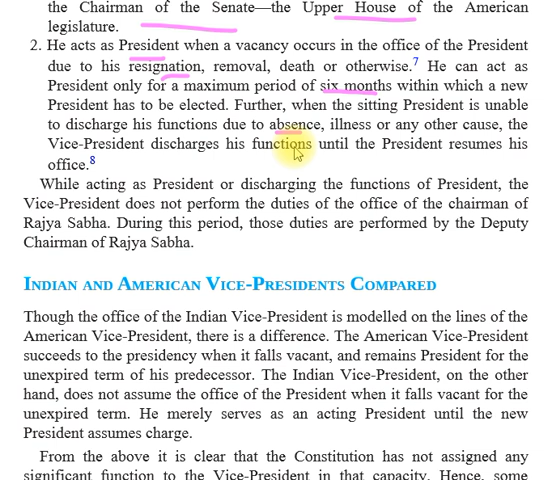 the Chairman of the Senate—the Upper House of the American
legislature.
2. He acts as President when a vacancy occurs in the office of the President
due to his resignation, removal, death or otherwise.7 He can act as
President only for a maximum period of six months within which a new
President has to be elected. Further, when the sitting President is unable
to discharge his functions due to absence, illness or any other cause, the
Vice-President discharges his functions until the President resumes his
office.8
While acting as President or discharging the functions of President, the
Vice-President does not perform the duties of the office of the chairman of
Rajya Sabha. During this period, those duties are performed by the Deputy
Chairman of Rajya Sabha.
INDIAN AND AMERICAN VICE-PRESIDENTS COMPARED
Though the office of the Indian Vice-President is modelled on the lines of the
American Vice-President, there is a difference. The American Vice-President
succeeds to the presidency when it falls vacant, and remains President for the
unexpired term of his predecessor. The Indian Vice-President, on the other
hand, does not assume the office of the President when it falls vacant for the
unexpired term. He merely serves as an acting President until the new
President assumes charge.
From the above it is clear that the Constitution has not assigned any
significant function to the Vice-President in that capacity. Hence, some